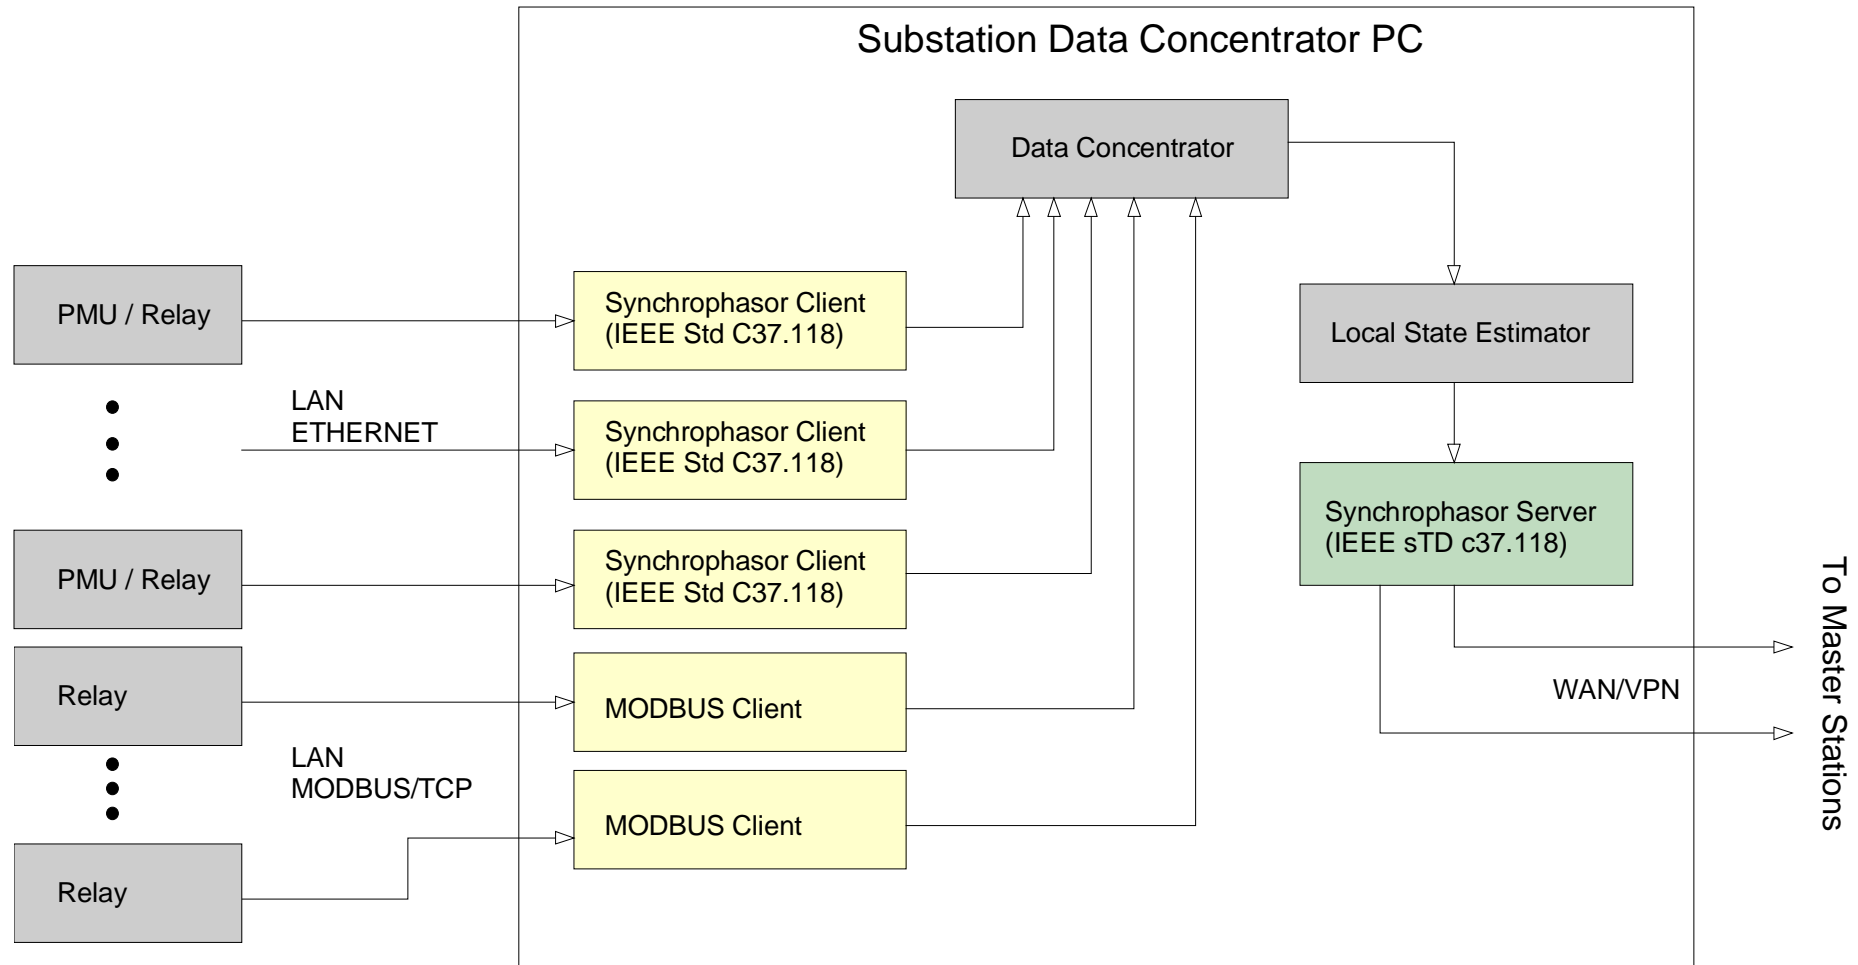 Substation Data Concentrator PC
Data Concentrator
PMU / Relay
Synchrophasor Client
(IEEE Std C37.118)
Local State Estimator
LAN
ETHERNET
Synchrophasor Client
(IEEE Std C37.118)
Synchrophasor Server
(IEEE sTD c37.118)
PMU / Relay
Synchrophasor Client
(IEEE Std C37.118)
To Master Stations
Relay
MODBUS Client
WAN/VPN
LAN
MODBUS/TCP
MODBUS Client
Relay